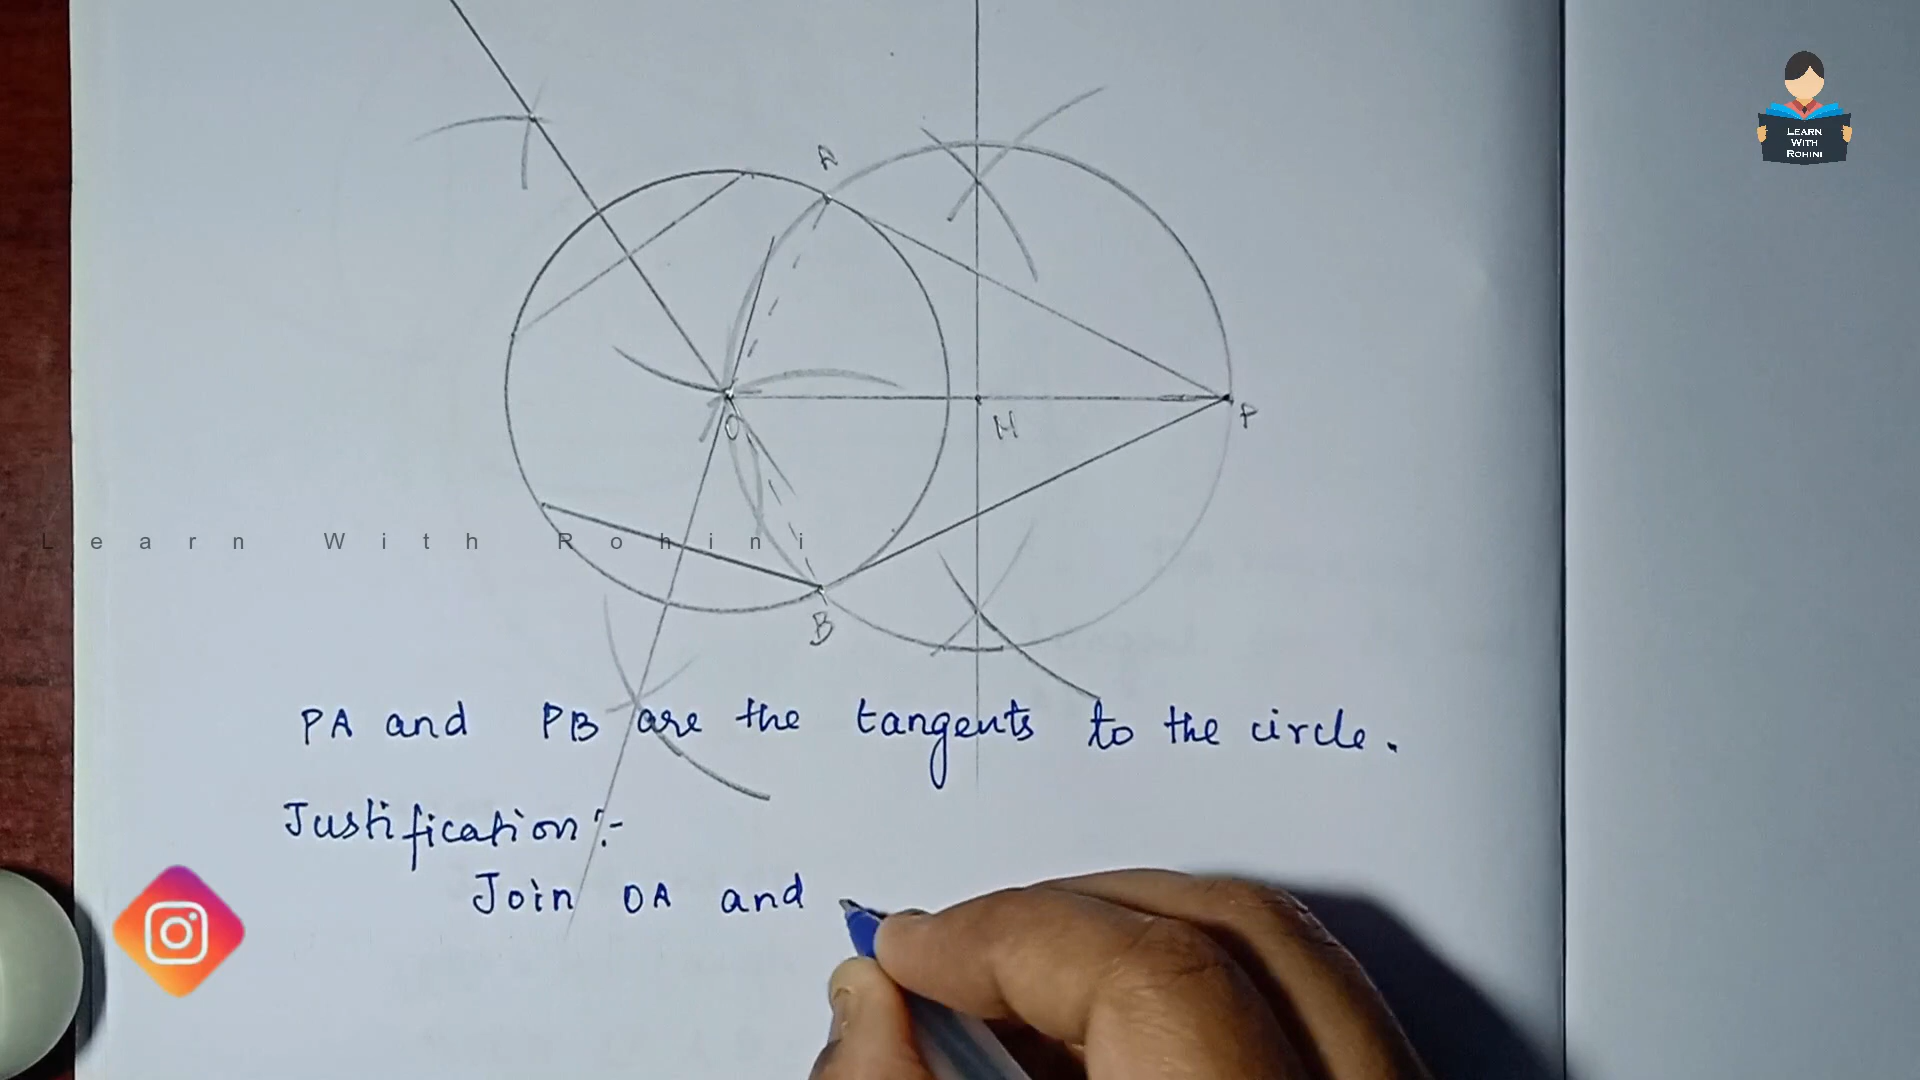 LEARN
WITH
ROHINI
A
O
M
P
Learn With Rohini
B
PA and PB are the tangents to the circle.
Justification :-
Join OA and